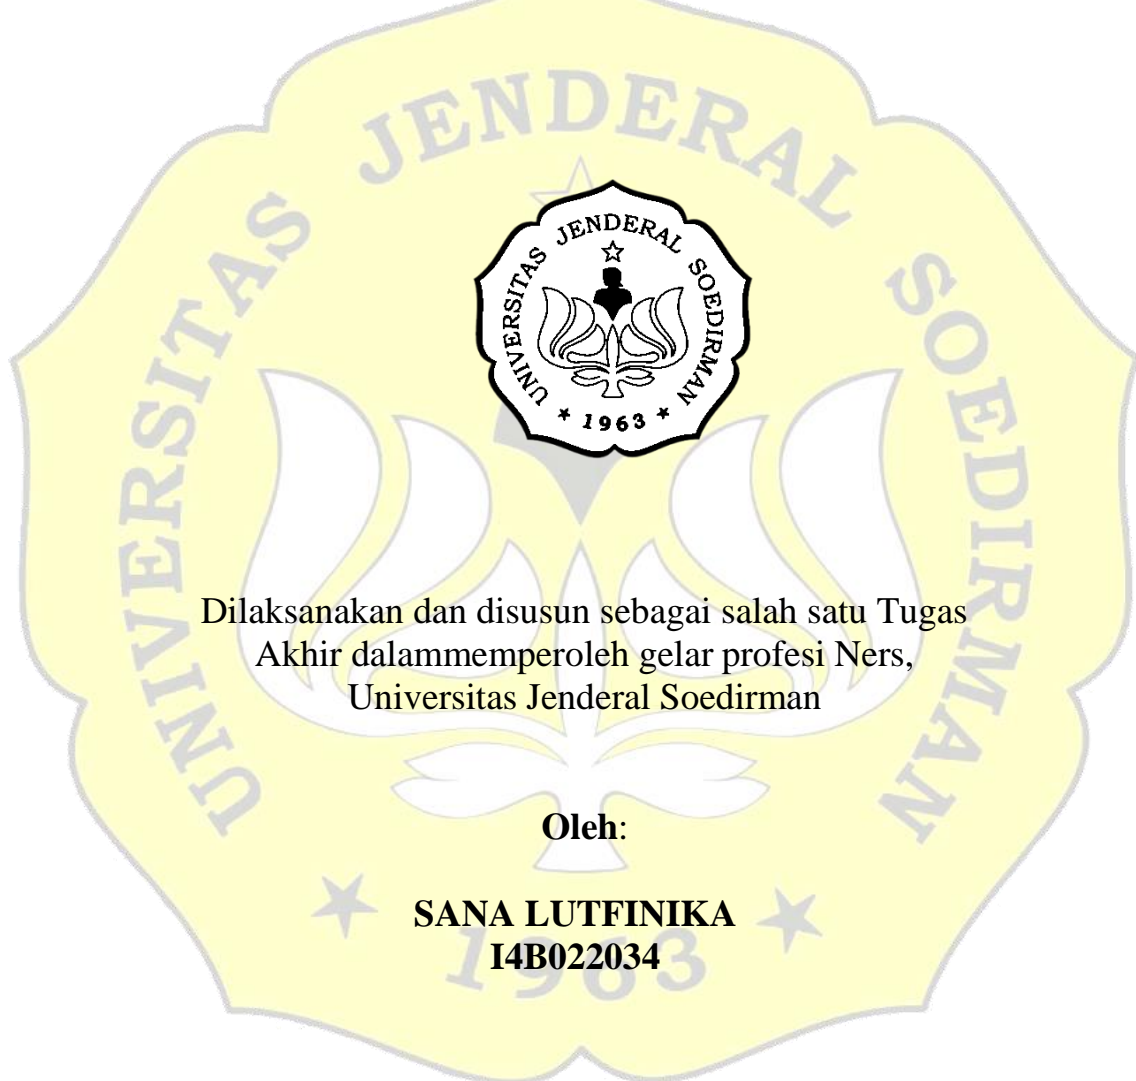 UNIVERSITAS JENDERAL SOEDIRMAN
* 1963 *
UNIVERSITAS JENDERAL SOEDIRMAN
* 1963 *
Dilaksanakan dan disusun sebagai salah satu Tugas
Akhir dalammemperoleh gelar profesi Ners,
Universitas Jenderal Soedirman
Oleh:
SANA LUTFINIKA
I4B022034